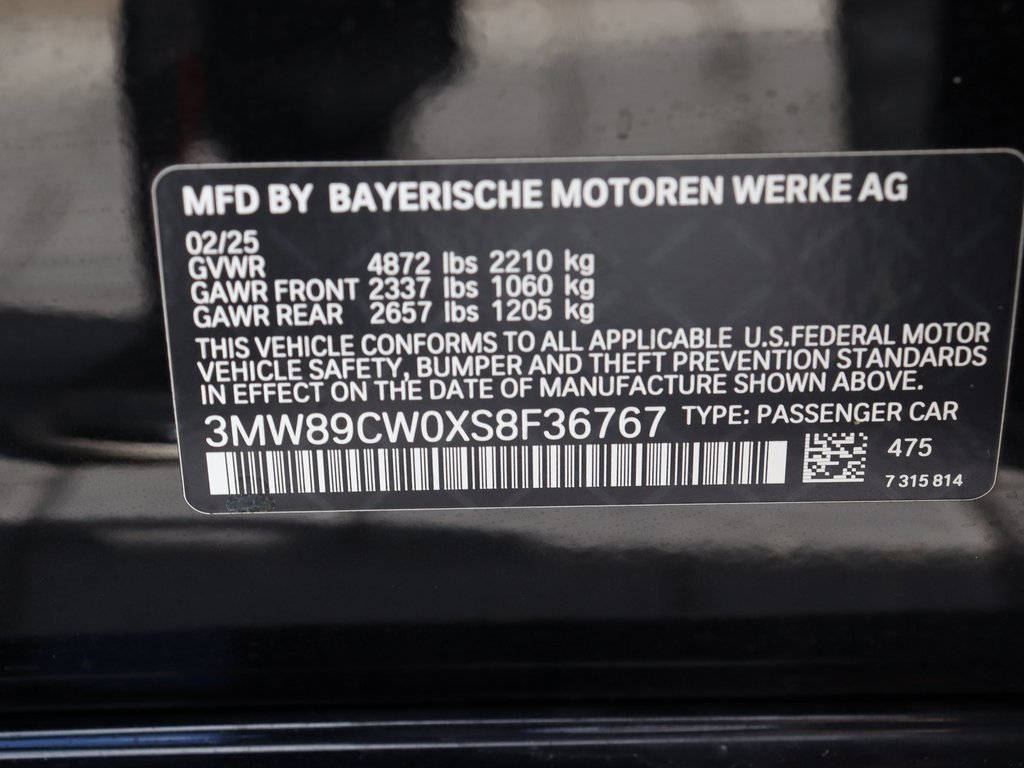 MFD BY BAYERISCHE MOTOREN WERKE AG
02/25
GVWR 4872 lbs 2210 kg
GAWR FRONT 2337 lbs 1060 kg
GAWR REAR 2657 lbs 1205 kg
THIS VEHICLE CONFORMS TO ALL APPLICABLE U.S.FEDERAL MOTOR
VEHICLE SAFETY, BUMPER AND THEFT PREVENTION STANDARDS
IN EFFECT ON THE DATE OF MANUFACTURE SHOWN ABOVE.
3MW89CW0XS8F36767 TYPE: PASSENGER CAR
475
7 315 814